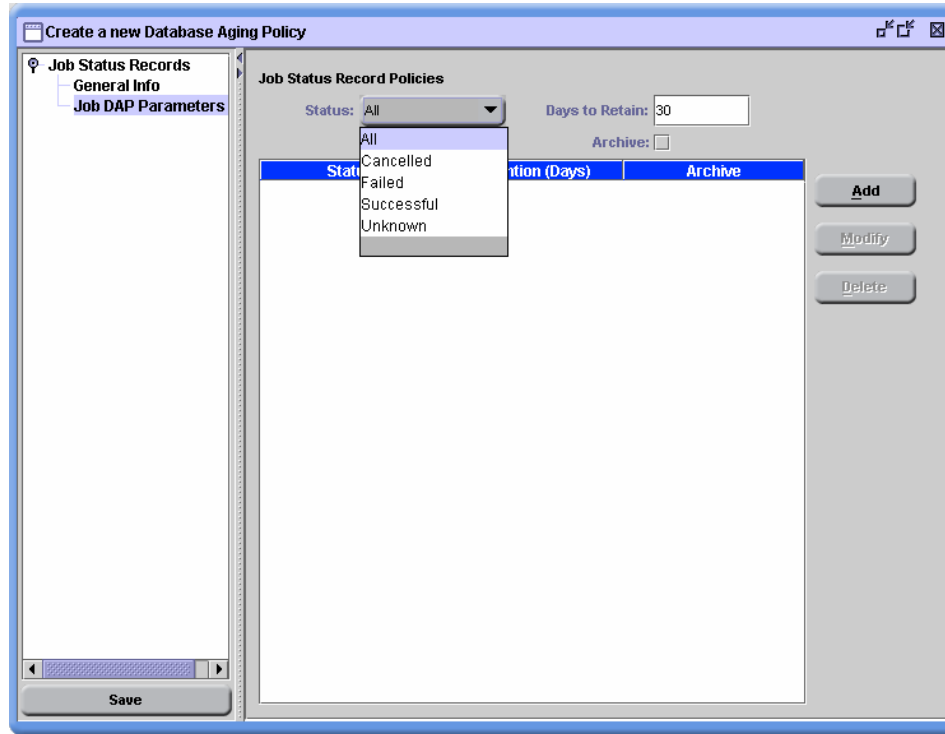 Create a new Database Aging Policy
Job Status Records
General Info
Job DAP Parameters
Save
Job Status Record Policies
Status: All
Days to Retain: 30
Archive:
All
Cancelled
Failed
Successful
Unknown
(Days) Archive
Add
Modify
Delete